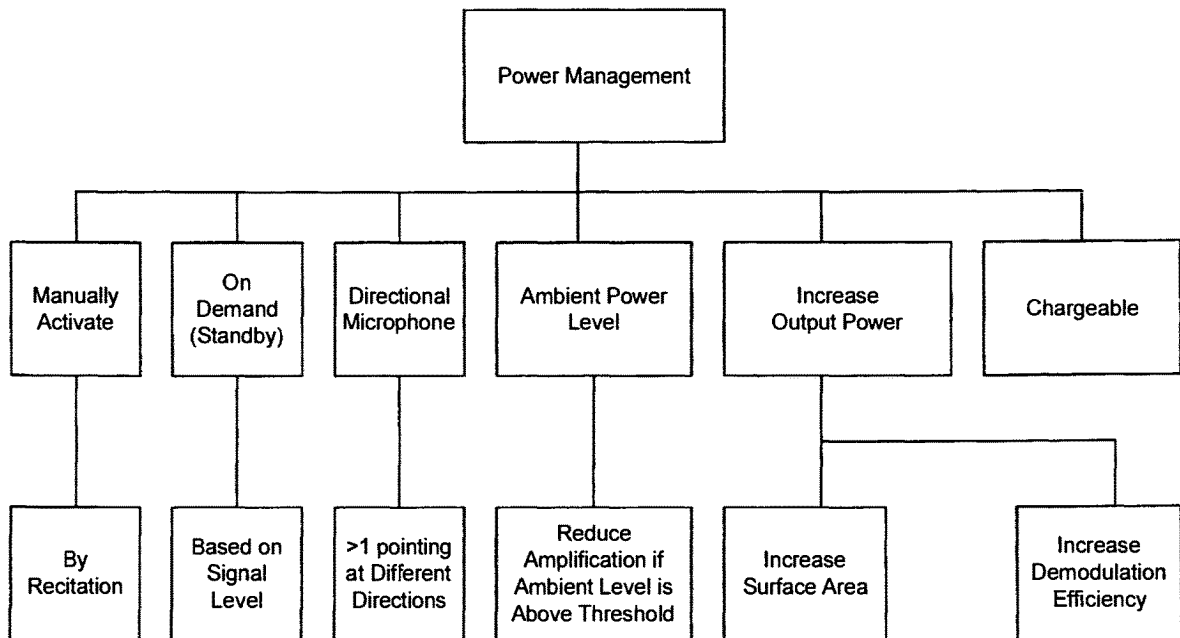 Power Management
Manually
Activate
On
Demand
(Standby)
Directional
Microphone
Ambient Power
Level
Increase
Output Power
Chargeable
By
Recitation
Based on
Signal
Level
>1 pointing
at Different
Directions
Reduce
Amplification if
Ambient Level is
Above Threshold
Increase
Surface Area
Increase
Demodulation
Efficiency